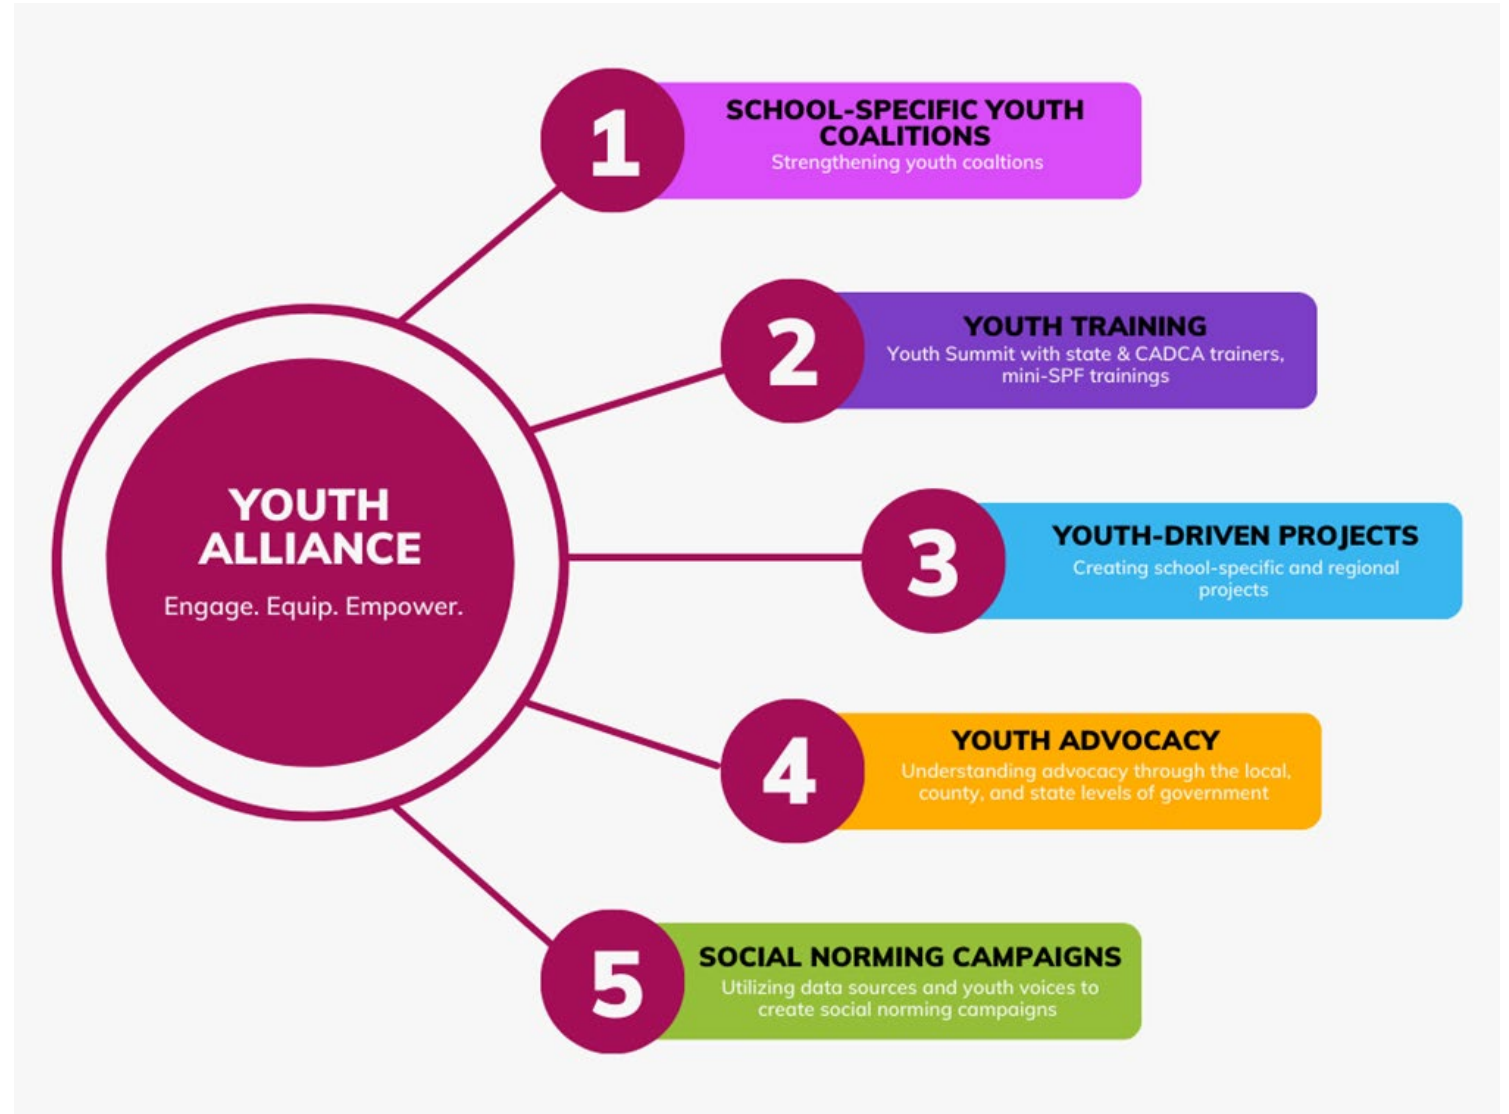 1
SCHOOL-SPECIFIC YOUTH
COALITIONS
Strengthening youth coaltions
2
YOUTH TRAINING
Youth Summit with state & CADCA trainers,
mini-SPF trainings
YOUTH
ALLIANCE
Engage. Equip. Empower.
3
YOUTH-DRIVEN PROJECTS
Creating school-specific and regional
projects
4
YOUTH ADVOCACY
Understanding advocacy through the local,
county, and state levels of government
5
SOCIAL NORMING CAMPAIGNS
Utilizing data sources and youth voices to
create social norming campaigns